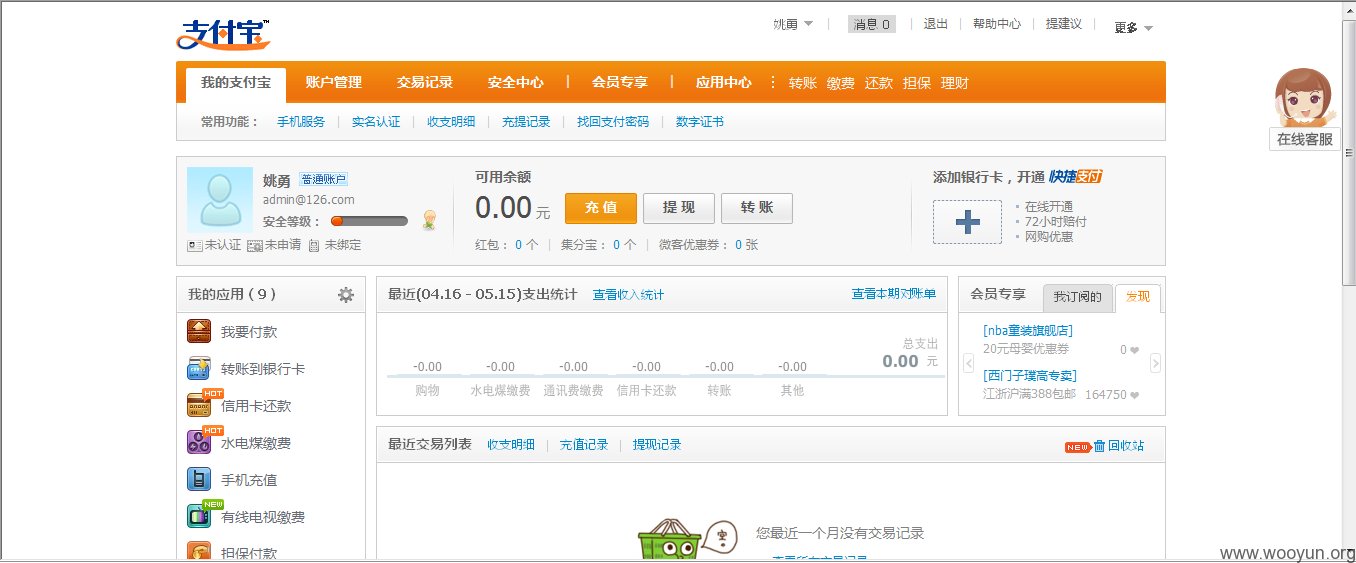 支付宝™ 姚勇 消息 0 退出 帮助中心 提建议 更多
我的支付宝 账户管理 交易记录 安全中心 会员专享 应用中心 转账 缴费 还款 担保 理财
常用功能： 手机服务 实名认证 收支明细 充提记录 找回支付密码 数字证书
在线客服
姚勇 普通账户
admin@126.com
安全等级：
未认证 未申请 未绑定
可用余额
0.00 元 充 值 提 现 转 账
红包： 0 个 集分宝： 0 个 微客优惠券： 0 张
添加银行卡，开通 快捷支付
在线开通
72小时赔付
网购优惠
我的应用 ( 9 )
我要付款
转账到银行卡
HOT
信用卡还款
HOT
水电煤缴费
手机充值
NEW
有线电视缴费
担保付款
最近(04.16 - 05.15)支出统计 查看收入统计 查看本期对账单
总支出
0.00 元
-0.00 -0.00 -0.00 -0.00 -0.00 -0.00
购物 水电煤缴费 通讯费缴费 信用卡还款 转账 其他
会员专享 我订阅的 发现
[nba童装旗舰店]
20元母婴优惠券 0
[西门子璞高专卖]
江浙沪满388包邮 164750
最近交易列表 收支明细 充值记录 提现记录 NEW 回收站
空
您最近一个月没有交易记录
查看所有交易记录
www.wooyun.org